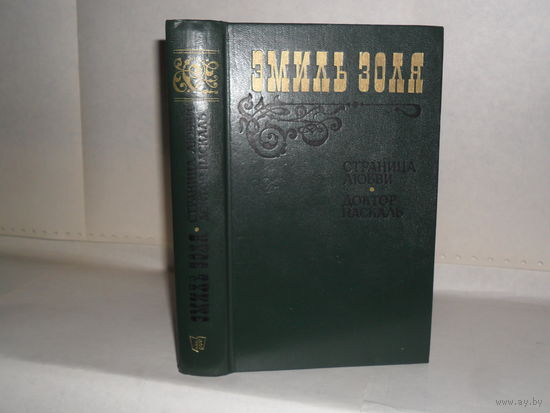 ЭМИЛЬ ЗОЛЯ
СТРАНИЦА
ЛЮБВИ
•
ДОКТОР
ПАСКАЛЬ
ЭМИЛЬ ЗОЛЯ • СТРАНИЦА ЛЮБВИ
ДОКТОР ПАСКАЛЬ
www.ay.by